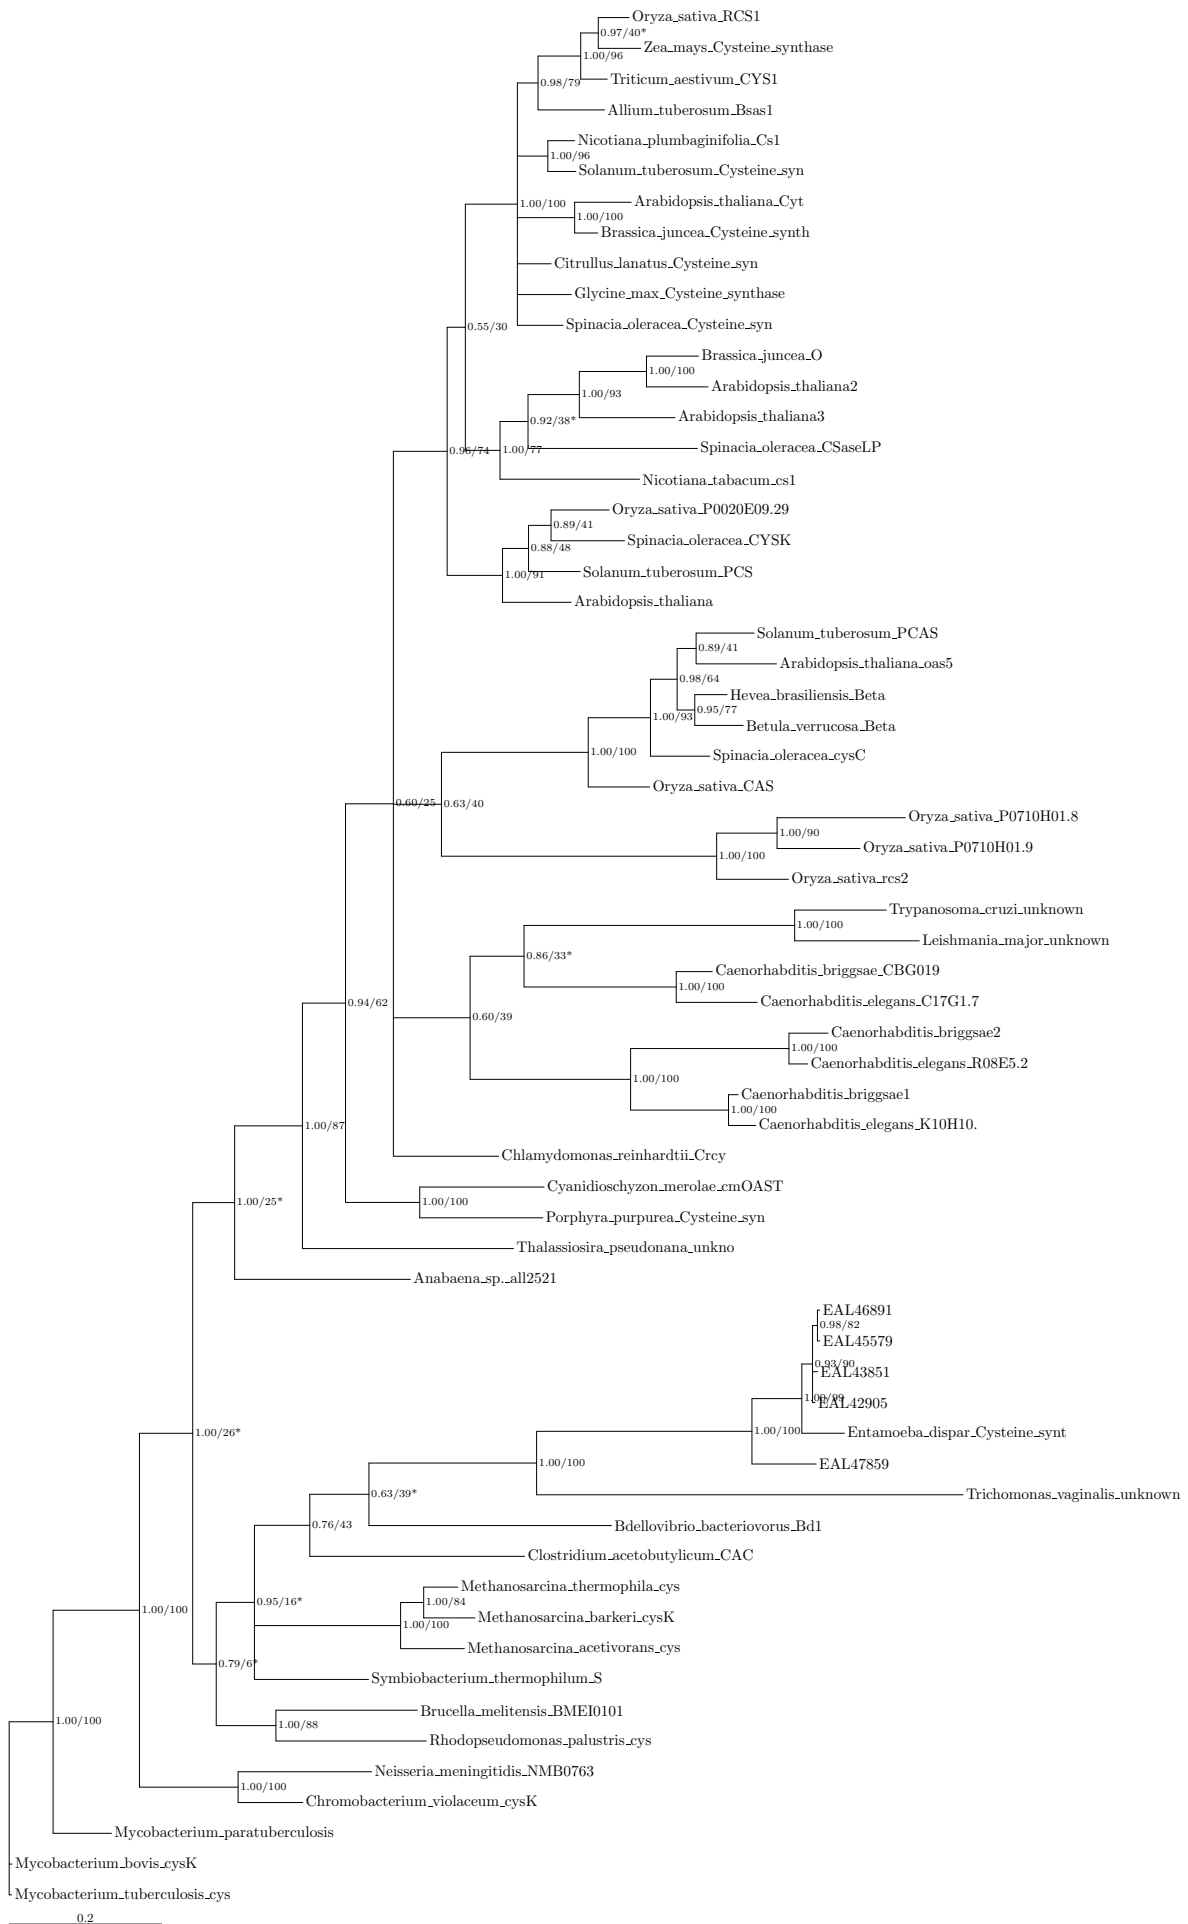 Oryza_sativa_RCS1
0.97/40*
Zea_mays_Cysteine_synthase
1.00/96
Triticum_aestivum_CYS1
0.98/79
Allium_tuberosum_Bsas1
Nicotiana_plumbaginifolia_Cs1
1.00/96
Solanum_tuberosum_Cysteine_syn
Arabidopsis_thaliana_Cyt
1.00/100
1.00/100
Brassica_juncea_Cysteine_synth
Citrullus_lanatus_Cysteine_syn
Glycine_max_Cysteine_synthase
Spinacia_oleracea_Cysteine_syn
0.55/30
Brassica_juncea_O
1.00/100
Arabidopsis_thaliana2
1.00/93
Arabidopsis_thaliana3
0.92/38*
Spinacia_oleracea_CSaseLP
0.96/74
1.00/77
Nicotiana_tabacum_cs1
Oryza_sativa_P0020E09.29
0.89/41
Spinacia_oleracea_CYSK
0.88/48
Solanum_tuberosum_PCS
1.00/91
Arabidopsis_thaliana
Solanum_tuberosum_PCAS
0.89/41
Arabidopsis_thaliana_oas5
0.98/64
Hevea_brasiliensis_Beta
0.95/77
1.00/93
Betula_verrucosa_Beta
1.00/100
Spinacia_oleracea_cysC
Oryza_sativa_CAS
0.60/25
0.63/40
Oryza_sativa_P0710H01.8
1.00/90
Oryza_sativa_P0710H01.9
1.00/100
Oryza_sativa_rcs2
Trypanosoma_cruzi_unknown
1.00/100
Leishmania_major_unknown
0.86/33*
Caenorhabditis_briggsae_CBG019
1.00/100
Caenorhabditis_elegans_C17G1.7
0.94/62
0.60/39
Caenorhabditis_briggsae2
1.00/100
Caenorhabditis_elegans_R08E5.2
1.00/100
Caenorhabditis_briggsae1
1.00/100
Caenorhabditis_elegans_K10H10.
1.00/87
Chlamydomonas_reinhardtii_Crcy
Cyanidioschyzon_merolae_cmOAST
1.00/25*
1.00/100
Porphyra_purpurea_Cysteine_syn
Thalassiosira_pseudonana_unkno
Anabaena_sp._all2521
EAL46891
0.98/82
EAL45579
0.93/90
EAL43851
1.00/99
EAL42905
1.00/26*
1.00/100
Entamoeba_dispar_Cysteine_synt
1.00/100
EAL47859
0.63/39*
Trichomonas_vaginalis_unknown
0.76/43
Bdellovibrio_bacteriovorus_Bd1
Clostridium_acetobutylicum_CAC
Methanosarcina_thermophila_cys
0.95/16*
1.00/84
1.00/100
Methanosarcina_barkeri_cysK
1.00/100
Methanosarcina_acetivorans_cys
0.79/6*
Symbiobacterium_thermophilum_S
Brucella_melitensis_BMEI0101
1.00/100
1.00/88
Rhodopseudomonas_palustris_cys
Neisseria_meningitidis_NMB0763
1.00/100
Chromobacterium_violaceum_cysK
Mycobacterium_paratuberculosis
Mycobacterium_bovis_cysK
Mycobacterium_tuberculosis_cys
0.2